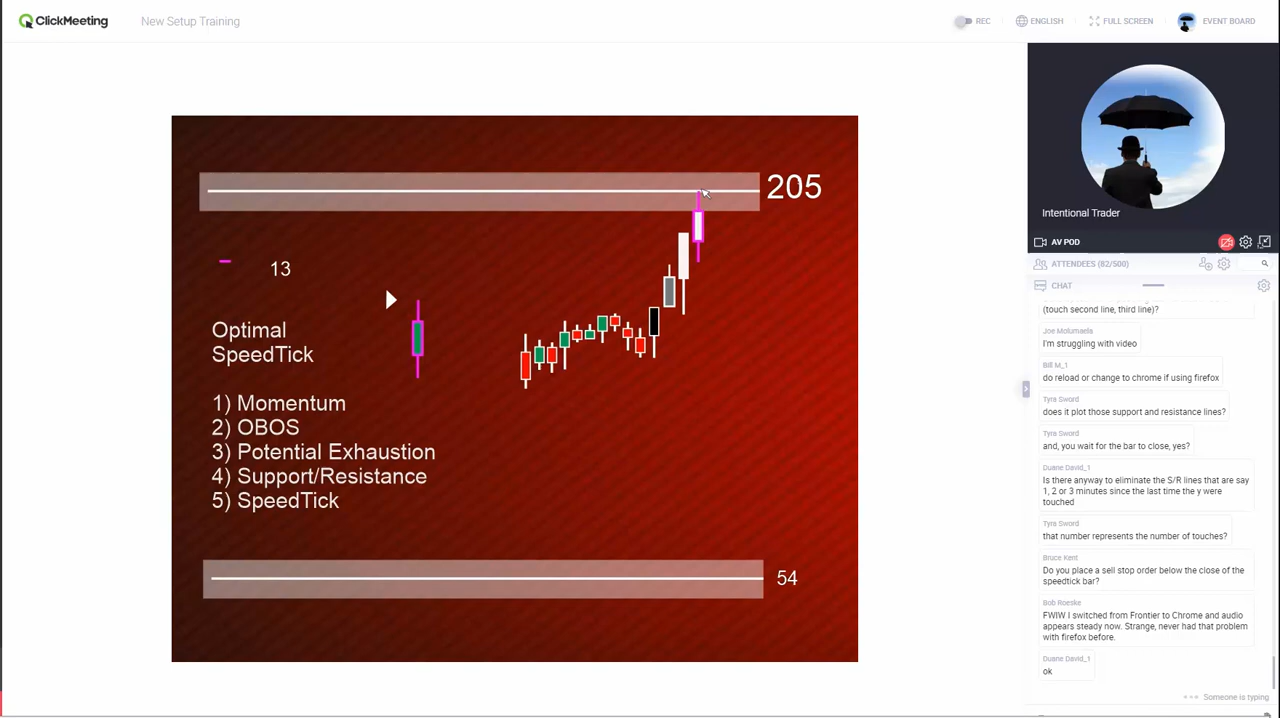 ClickMeeting
New Setup Training
REC
ENGLISH
FULL SCREEN
EVENT BOARD
205
13
Optimal
SpeedTick
1) Momentum
2) OBOS
3) Potential Exhaustion
4) Support/Resistance
5) SpeedTick
54
Intentional Trader
AV POD
ATTENDEES (82/500)
CHAT
(touch second line, third line)?
Joe Molumaela
I'm struggling with video
Bill M_1
do reload or change to chrome if using firefox
Tyra Sword
does it plot those support and resistance lines?
Tyra Sword
and, you wait for the bar to close, yes?
Duane David_1
Is there anyway to eliminate the S/R lines that are say
1, 2 or 3 minutes since the last time the y were
touched
Tyra Sword
that number represents the number of touches?
Bruce Kent
Do you place a sell stop order below the close of the
speedtick bar?
Bob Roeske
FWIW I switched from Frontier to Chrome and audio
appears steady now. Strange, never had that problem
with firefox before.
Duane David_1
ok
Someone is typing